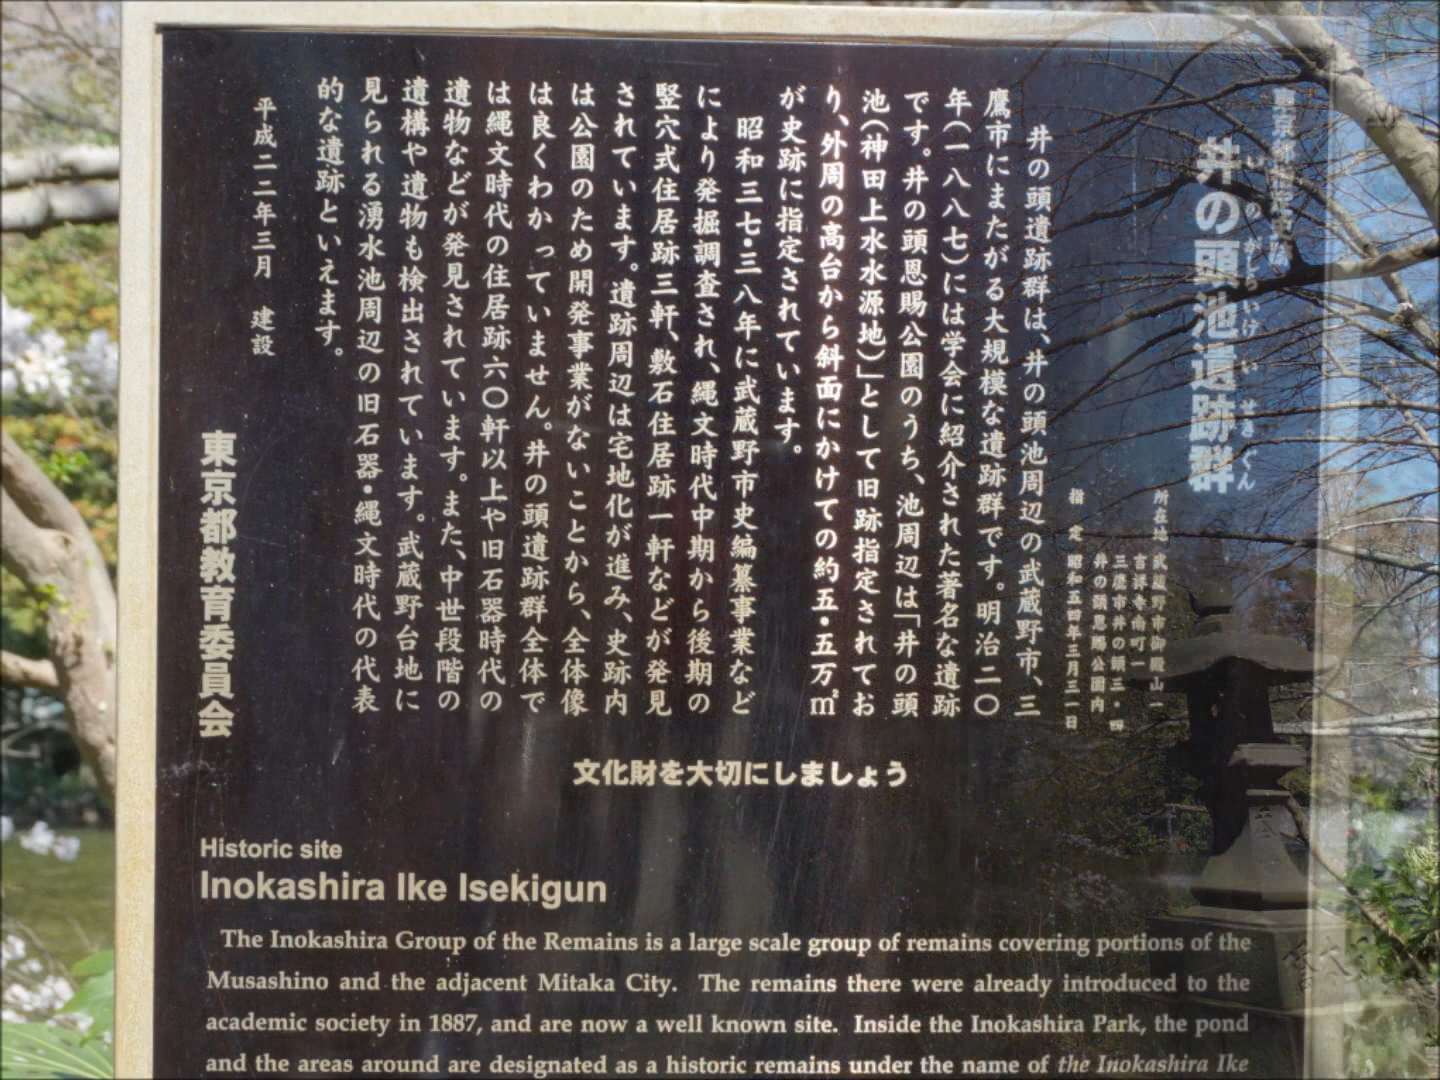 井の頭池遺跡群
いのかしらいけいせきぐん
所在地 武蔵野市御殿山一
吉祥寺南町一
三鷹市井の頭三・四
井の頭恩賜公園内
指定 昭和五四年三月三一日
井の頭遺跡群は、井の頭池周辺の武蔵野市、三
鷹市にまたがる大規模な遺跡群です。明治二〇
年(一八八七)には学会に紹介された著名な遺跡
です。井の頭恩賜公園のうち、池周辺は「井の頭
池(神田上水水源地)」として旧跡指定されてお
り、外周の高台から斜面にかけての約五・五万㎡
が史跡に指定されています。
昭和三七・三八年に武蔵野市史編纂事業など
により発掘調査され、縄文時代中期から後期の
竪穴式住居跡三軒、敷石住居跡一軒などが発見
されています。遺跡周辺は宅地化が進み、史跡内
は公園のため開発事業がないことから、全体像
は良くわかっていません。井の頭遺跡群全体で
は縄文時代の住居跡六〇軒以上や旧石器時代の
遺物などが発見されています。また、中世段階の
遺構や遺物も検出されています。武蔵野台地に
見られる湧水池周辺の旧石器・縄文時代の代表
的な遺跡といえます。
平成二二年三月 建設
東京都教育委員会
文化財を大切にしましょう
Historic site
Inokashira Ike Isekigun
The Inokashira Group of the Remains is a large scale group of remains covering portions of the
Musashino and the adjacent Mitaka City. The remains there were already introduced to the
academic society in 1887, and are now a well known site. Inside the Inokashira Park, the pond
and the areas around are designated as a historic remains under the name of the Inokashira Ike